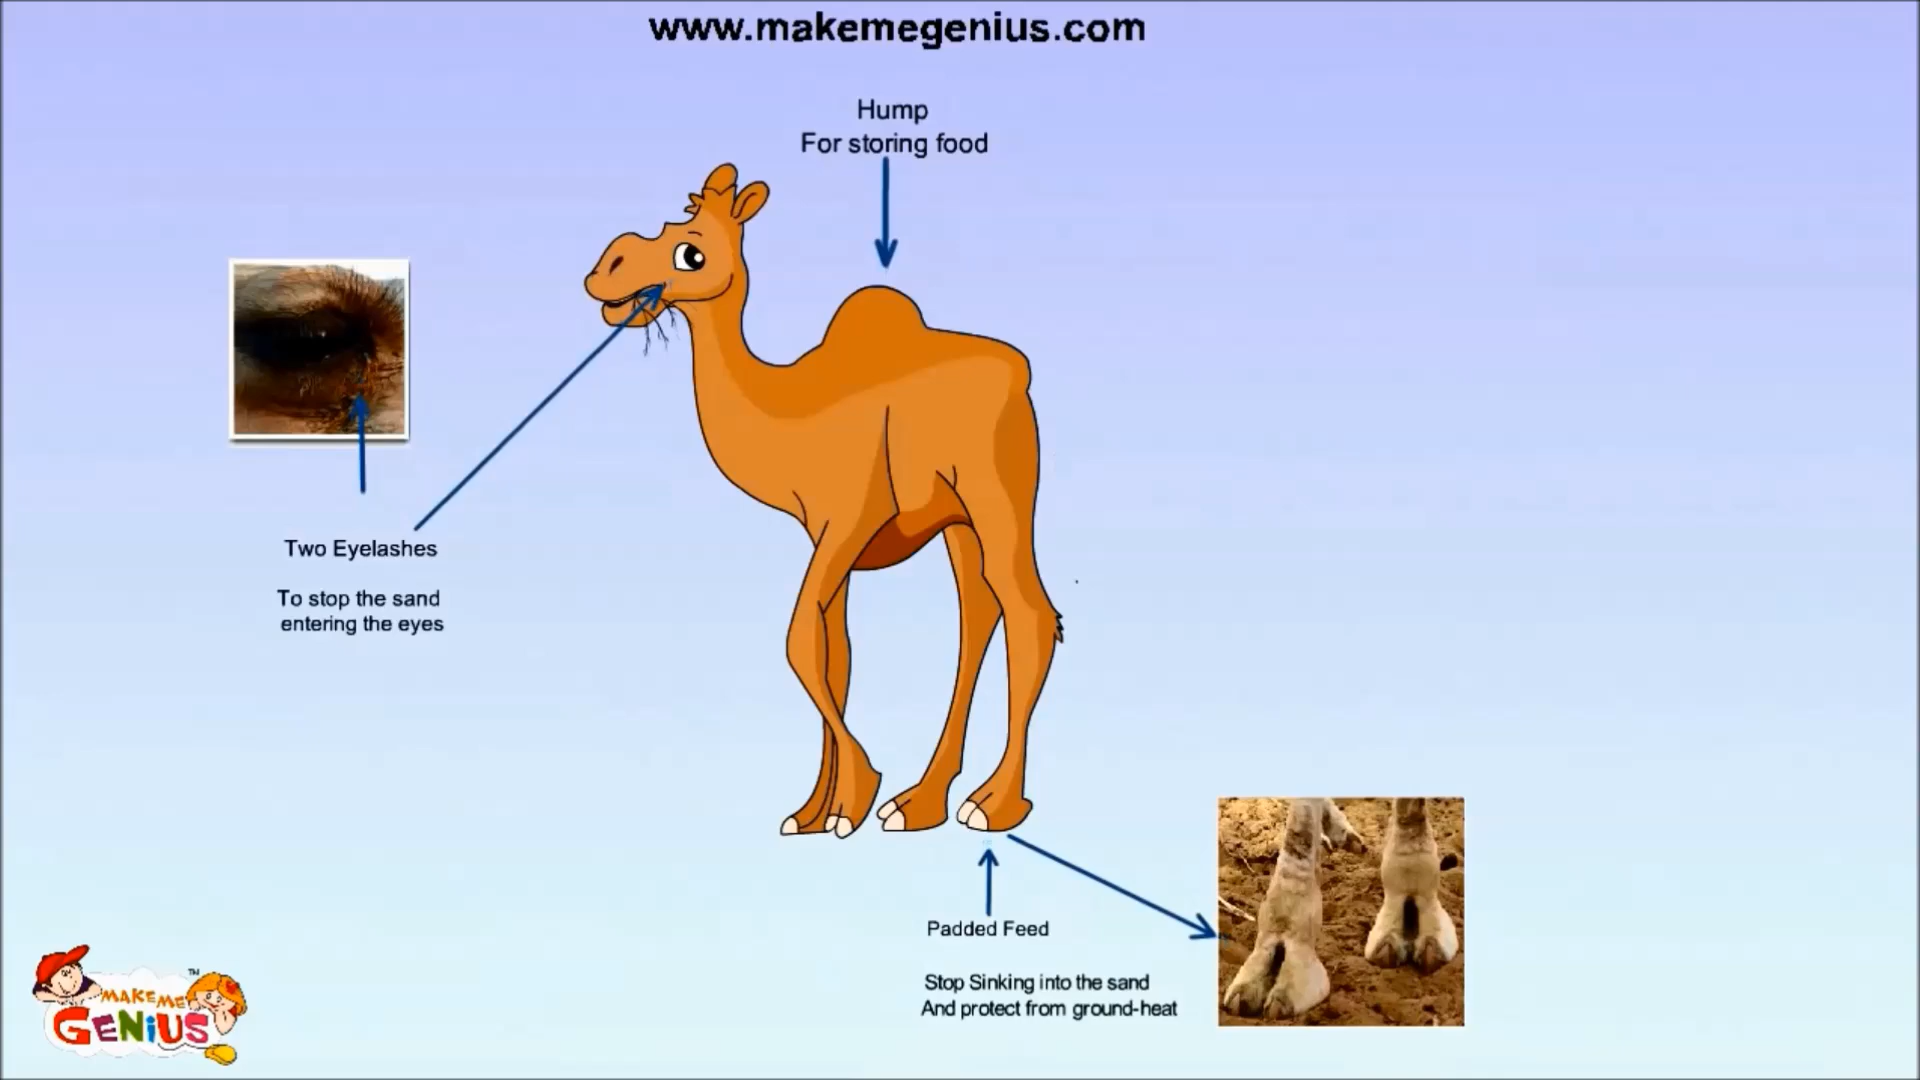 www.makemegenius.com
Hump
For storing food
Two Eyelashes
To stop the sand
entering the eyes
Padded Feed
Stop Sinking into the sand
And protect from ground-heat
MAKE ME
GENiUS
TM